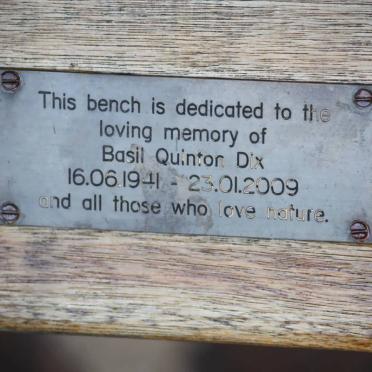 This bench is dedicated to the
loving memory of
Basil Quinton Dix
16.06.1941 - 23.01.2009
and all those who love nature.